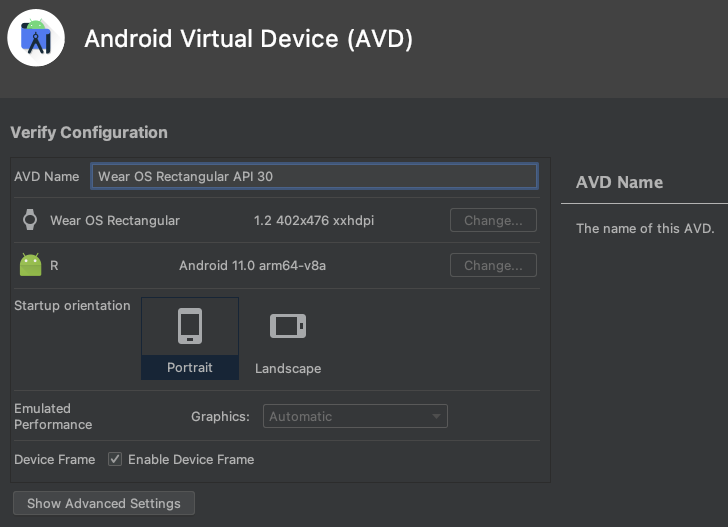 Android Virtual Device (AVD)
Verify Configuration
AVD Name
Wear OS Rectangular API 30
Wear OS Rectangular 1.2 402x476 xxhdpi Change...
R Android 11.0 arm64-v8a Change...
Startup orientation
Portrait
Landscape
Emulated
Performance
Graphics: Automatic
Device Frame Enable Device Frame
Show Advanced Settings
AVD Name
The name of this AVD.